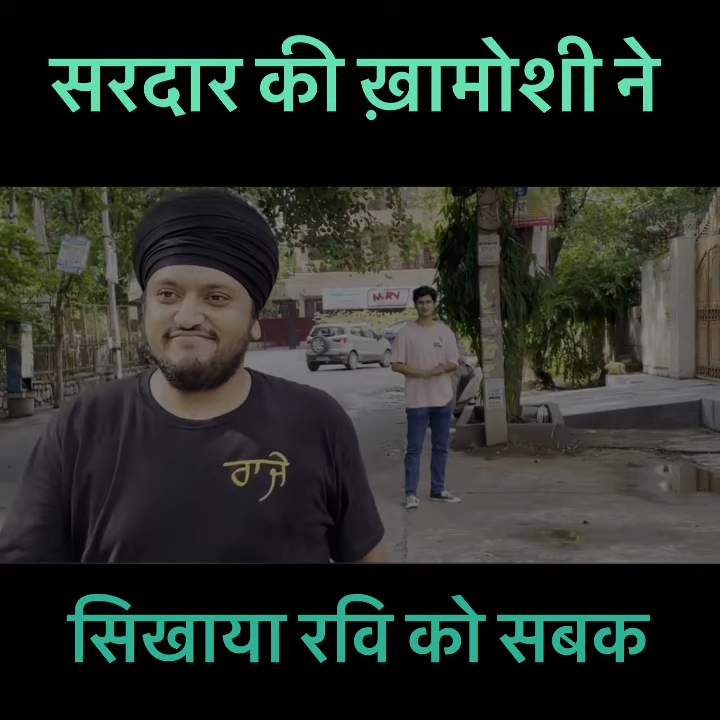 सरदार की ख़ामोशी ने
ਰਾਜੇ
सिखाया रवि को सबक